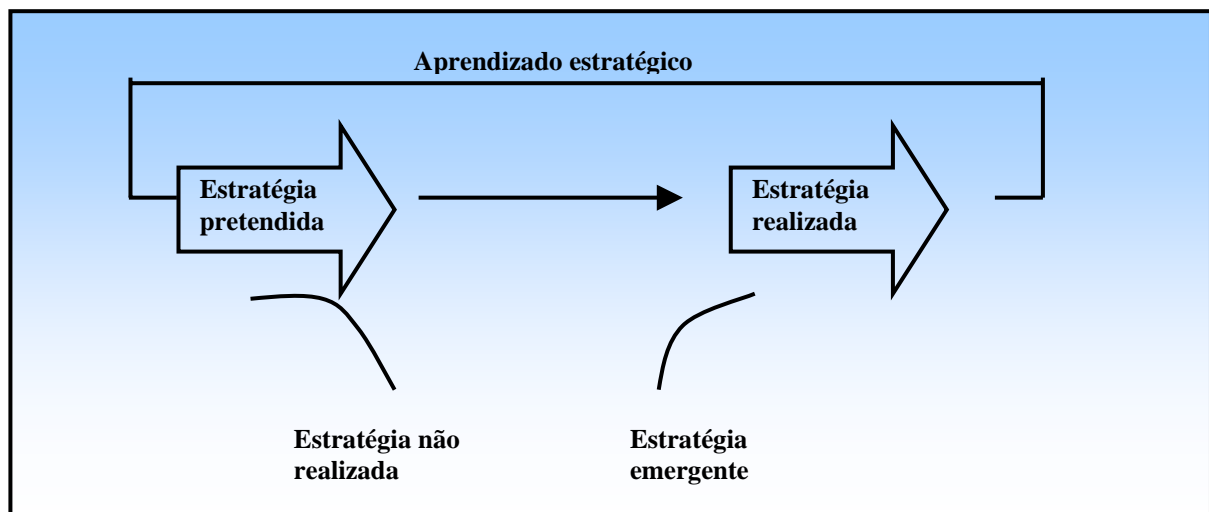 Aprendizado estratégico
Estratégia
pretendida
Estratégia
realizada
Estratégia não
realizada
Estratégia
emergente